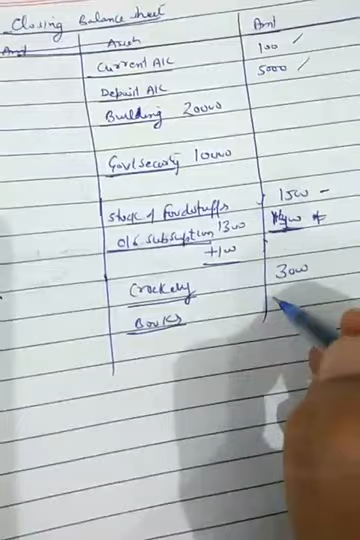 Closing Balance sheet
Amt Assets Amt
Current A/C 100
Deposit A/C 5000
Building 20000
Govt security 10000
Stock of Foodstuffs 1500 -
O/S subscription 1300
+100
Crockery 3000
Books